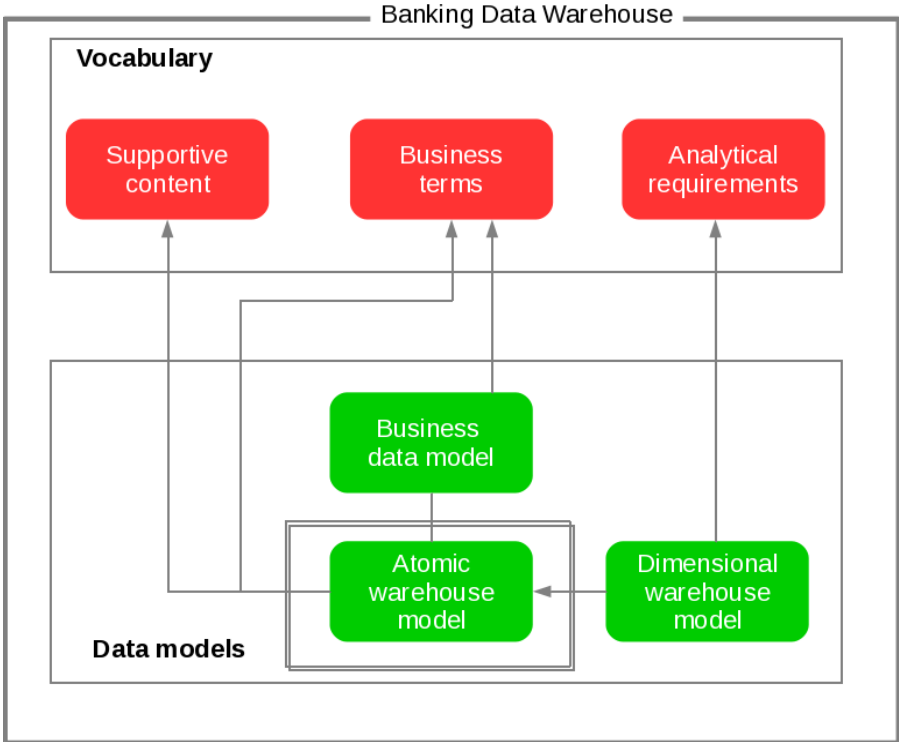 Banking Data Warehouse
Vocabulary
Supportive
content
Business
terms
Analytical
requirements
Business
data model
Atomic
warehouse
model
Dimensional
warehouse
model
Data models